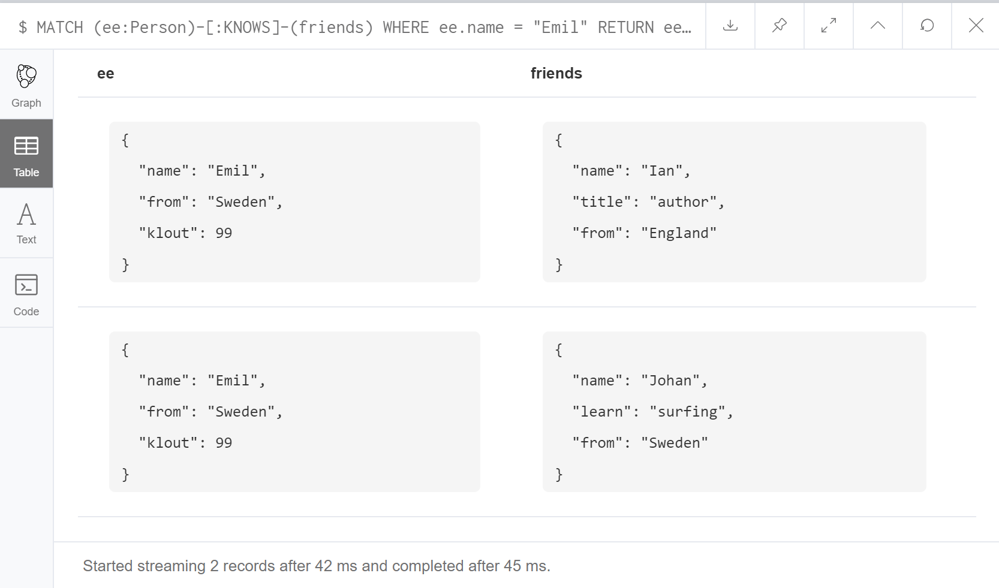 $ MATCH (ee:Person)-[:KNOWS]-(friends) WHERE ee.name = "Emil" RETURN ee…
Graph
Table
Text
Code
ee friends
{
"name": "Emil",
"from": "Sweden",
"klout": 99
}
{
"name": "Ian",
"title": "author",
"from": "England"
}
{
"name": "Emil",
"from": "Sweden",
"klout": 99
}
{
"name": "Johan",
"learn": "surfing",
"from": "Sweden"
}
Started streaming 2 records after 42 ms and completed after 45 ms.